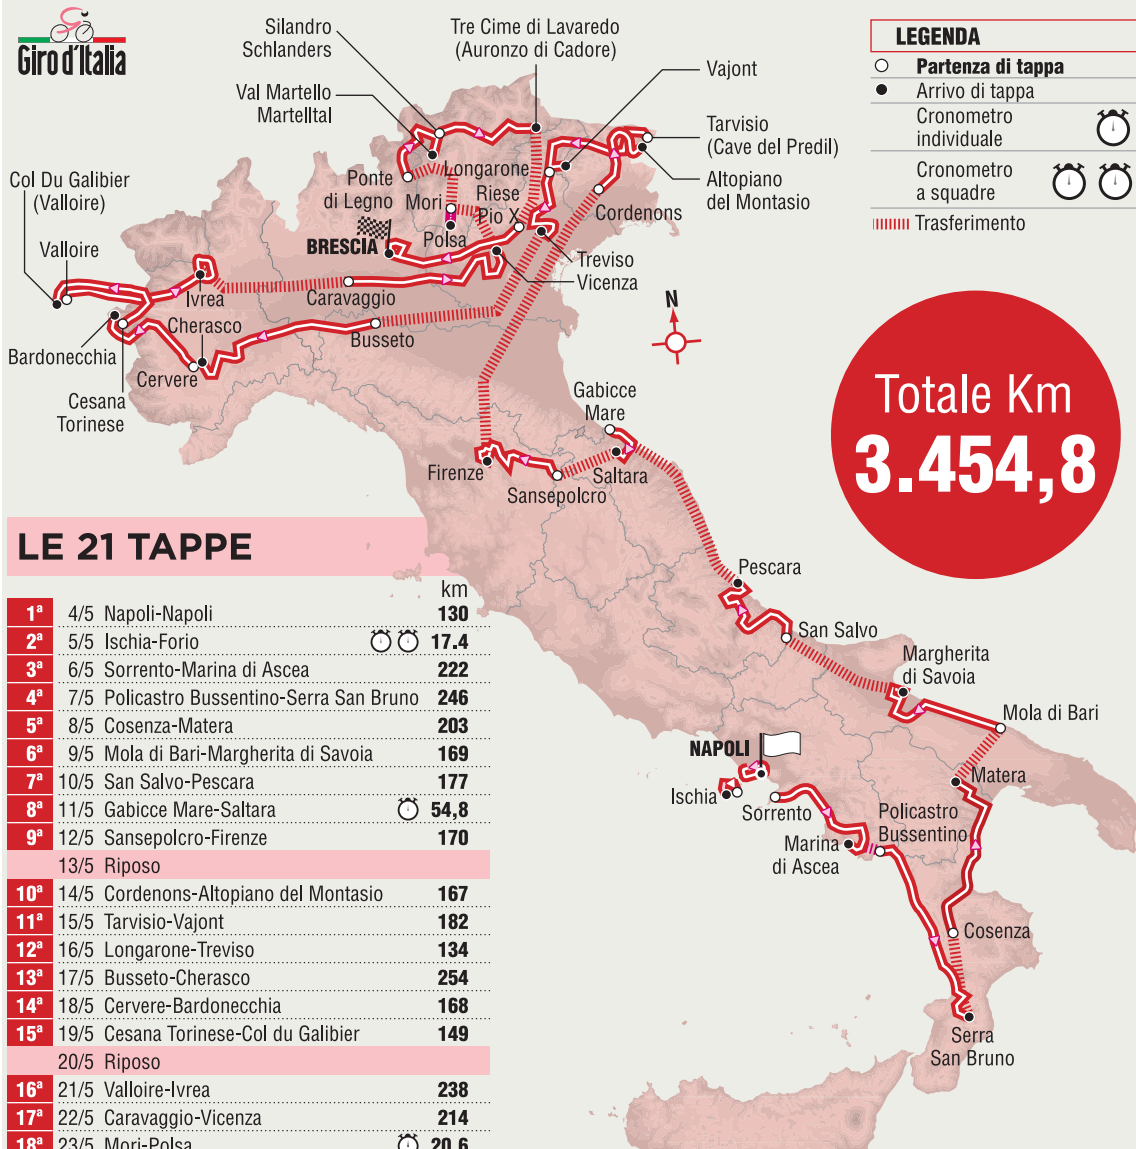 Giro d'Italia
Silandro
Schlanders
Tre Cime di Lavaredo
(Auronzo di Cadore)
Val Martello
Martelltal
Vajont
Tarvisio
(Cave del Predil)
Altopiano
del Montasio
LEGENDA
Partenza di tappa
Arrivo di tappa
Cronometro
individuale
Cronometro
a squadre
Trasferimento
Col Du Galibier
(Valloire)
Valloire
Ponte
di Legno
Longarone
Mori
Riese
Pio X
Polsa
Cordenons
BRESCIA
Treviso
Vicenza
Ivrea
Caravaggio
Cherasco
Busseto
Bardonecchia
Cervere
Cesana
Torinese
N
Gabicce
Mare
Firenze
Sansepolcro
Saltara
Totale Km
3.454,8
Pescara
San Salvo
Margherita
di Savoia
Mola di Bari
NAPOLI
Ischia
Sorrento
Matera
Policastro
Bussentino
Marina
di Ascea
Cosenza
Serra
San Bruno
LE 21 TAPPE
km
1ª 4/5 Napoli-Napoli 130
2ª 5/5 Ischia-Forio 17.4
3ª 6/5 Sorrento-Marina di Ascea 222
4ª 7/5 Policastro Bussentino-Serra San Bruno 246
5ª 8/5 Cosenza-Matera 203
6ª 9/5 Mola di Bari-Margherita di Savoia 169
7ª 10/5 San Salvo-Pescara 177
8ª 11/5 Gabicce Mare-Saltara 54,8
9ª 12/5 Sansepolcro-Firenze 170
13/5 Riposo
10ª 14/5 Cordenons-Altopiano del Montasio 167
11ª 15/5 Tarvisio-Vajont 182
12ª 16/5 Longarone-Treviso 134
13ª 17/5 Busseto-Cherasco 254
14ª 18/5 Cervere-Bardonecchia 168
15ª 19/5 Cesana Torinese-Col du Galibier 149
20/5 Riposo
16ª 21/5 Valloire-Ivrea 238
17ª 22/5 Caravaggio-Vicenza 214
18ª 23/5 Mori-Polsa 20,6